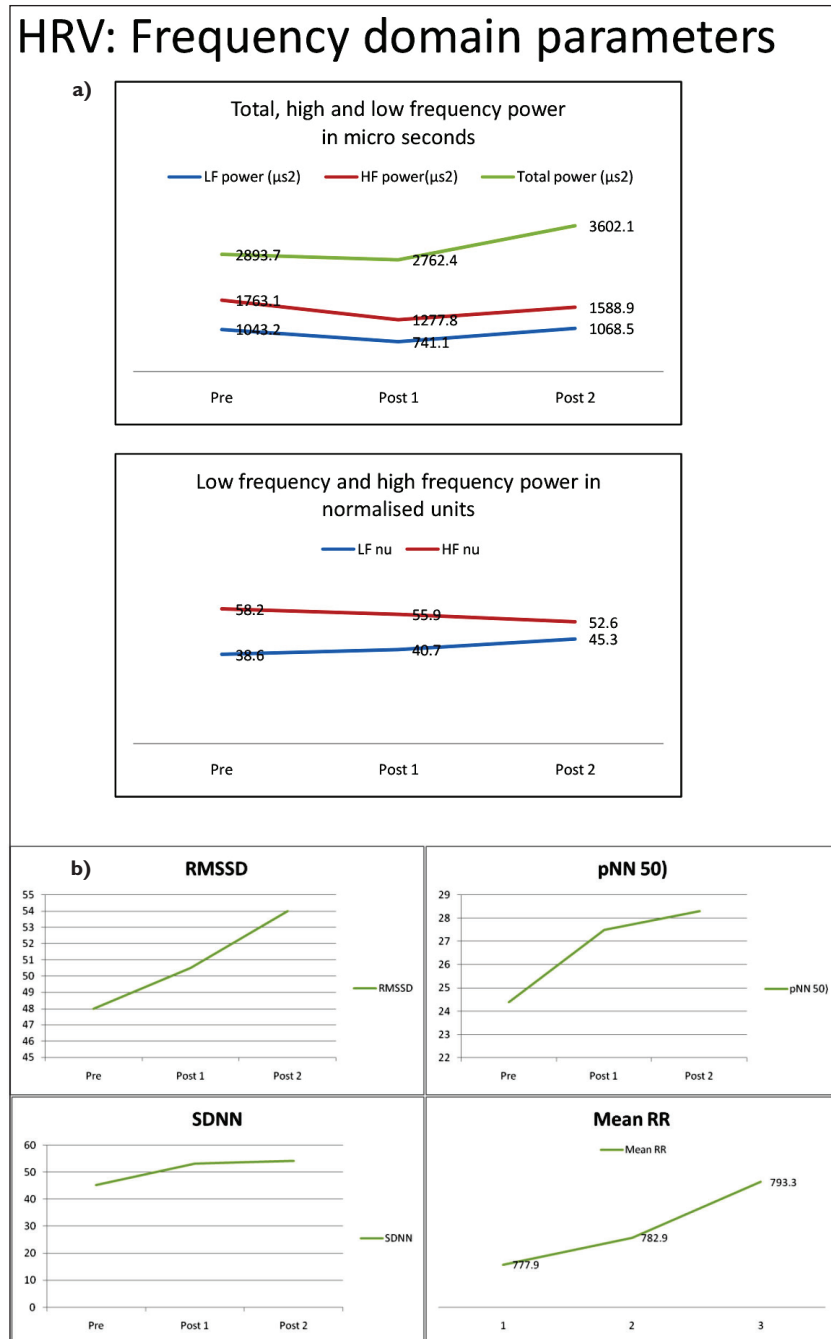 HRV: Frequency domain parameters
a)
Total, high and low frequency power
in micro seconds
LF power (µs2) HF power(µs2) Total power (µs2)
3602.1
2893.7
2762.4
1763.1
1588.9
1277.8
1043.2
1068.5
741.1
Pre Post 1 Post 2
Low frequency and high frequency power in
normalised units
LF nu HF nu
58.2
55.9
52.6
45.3
40.7
38.6
Pre Post 1 Post 2
b)
RMSSD
55
54
53
52
51
50
49
48
47
46
45
RMSSD
Pre Post 1 Post 2
pNN 50)
29
28
27
26
25
24
23
22
pNN 50)
Pre Post 1 Post 2
SDNN
60
50
40
30
20
10
0
SDNN
Pre Post 1 Post 2
Mean RR
Mean RR
793.3
782.9
777.9
1 2 3